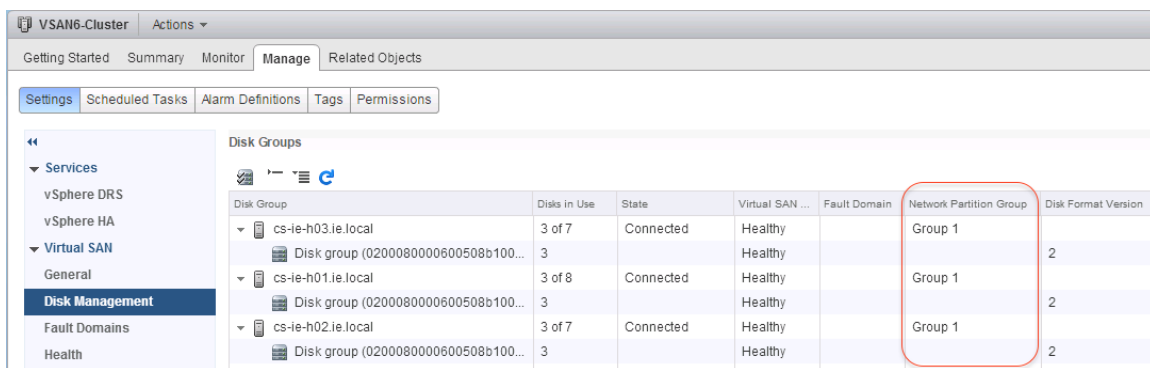 VSAN6-Cluster Actions
Getting Started Summary Monitor Manage Related Objects
Settings Scheduled Tasks Alarm Definitions Tags Permissions
Disk Groups
Services
vSphere DRS
vSphere HA
Virtual SAN
General
Disk Management
Fault Domains
Health
Disk Group Disks in Use State Virtual SAN ... Fault Domain Network Partition Group Disk Format Version
cs-ie-h03.ie.local 3 of 7 Connected Healthy Group 1
Disk group (0200080000600508b100... 3 Healthy 2
cs-ie-h01.ie.local 3 of 8 Connected Healthy Group 1
Disk group (0200080000600508b100... 3 Healthy 2
cs-ie-h02.ie.local 3 of 7 Connected Healthy Group 1
Disk group (0200080000600508b100... 3 Healthy 2